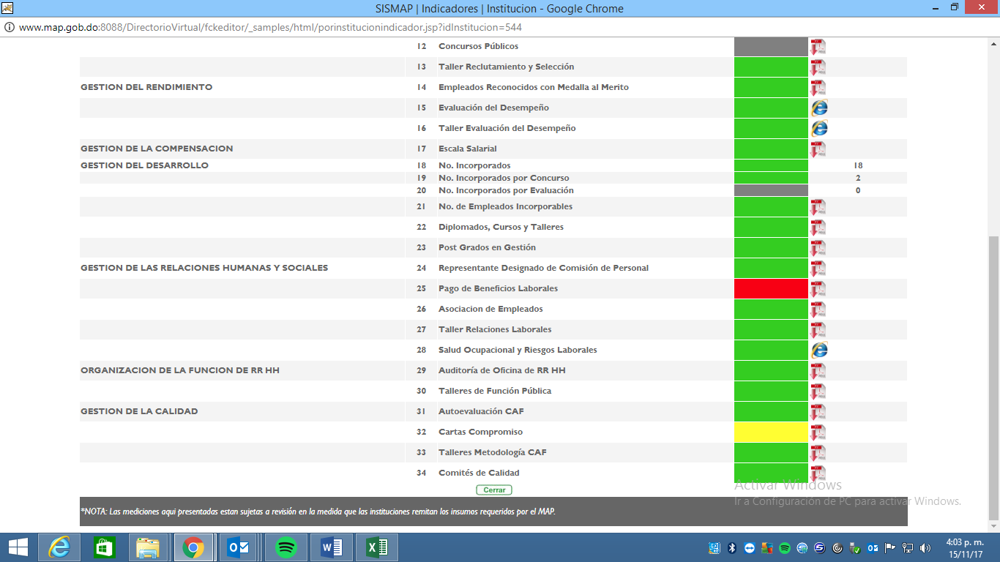 SISMAP | Indicadores | Institucion - Google Chrome
www.map.gob.do:8088/DirectorioVirtual/fckeditor/_samples/html/porinstitucionindicador.jsp?idInstitucion=544
12 Concursos Públicos
13 Taller Reclutamiento y Selección
GESTION DEL RENDIMIENTO 14 Empleados Reconocidos con Medalla al Merito
15 Evaluación del Desempeño
16 Taller Evaluación del Desempeño
GESTION DE LA COMPENSACION 17 Escala Salarial
GESTION DEL DESARROLLO 18 No. Incorporados 18
19 No. Incorporados por Concurso 2
20 No. Incorporados por Evaluación 0
21 No. de Empleados Incorporables
22 Diplomados, Cursos y Talleres
23 Post Grados en Gestión
GESTION DE LAS RELACIONES HUMANAS Y SOCIALES 24 Representante Designado de Comisión de Personal
25 Pago de Beneficios Laborales
26 Asociacion de Empleados
27 Taller Relaciones Laborales
28 Salud Ocupacional y Riesgos Laborales
ORGANIZACION DE LA FUNCION DE RR HH 29 Auditoría de Oficina de RR HH
30 Talleres de Función Pública
GESTION DE LA CALIDAD 31 Autoevaluación CAF
32 Cartas Compromiso
33 Talleres Metodología CAF
34 Comités de Calidad
Cerrar
Activar Windows
Ir a Configuración de PC para activar Windows.
*NOTA: Las mediciones aqui presentadas estan sujetas a revisión en la medida que las instituciones remitan los insumos requeridos por el MAP.
4:03 p. m.
15/11/17